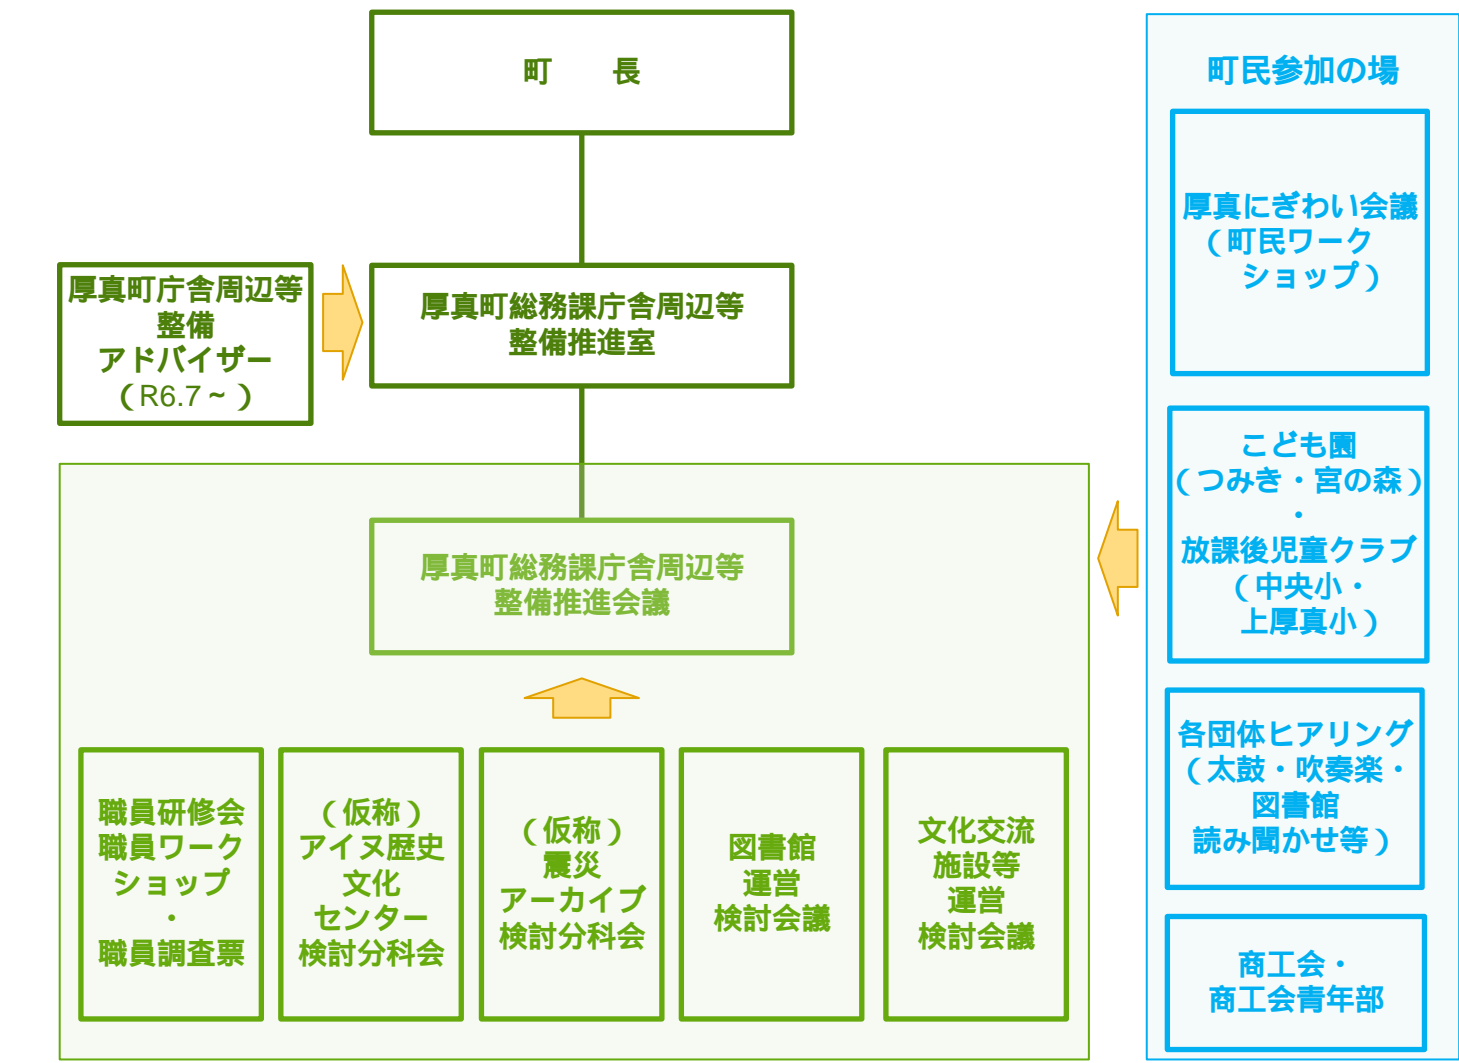 町　　長
厚真町庁舎周辺等
整備
アドバイザー
（R6.7～）
厚真町総務課庁舎周辺等
整備推進室
厚真町総務課庁舎周辺等
整備推進会議
職員研修会
職員ワーク
ショップ
・
職員調査票
（仮称）
アイヌ歴史
文化
センター
検討分科会
（仮称）
震災
アーカイブ
検討分科会
図書館
運営
検討会議
文化交流
施設等
運営
検討会議
町民参加の場
厚真にぎわい会議
（町民ワーク
ショップ）
こども園
（つみき・宮の森）
・
放課後児童クラブ
（中央小・
上厚真小）
各団体ヒアリング
（太鼓・吹奏楽・
図書館
読み聞かせ等）
商工会・
商工会青年部